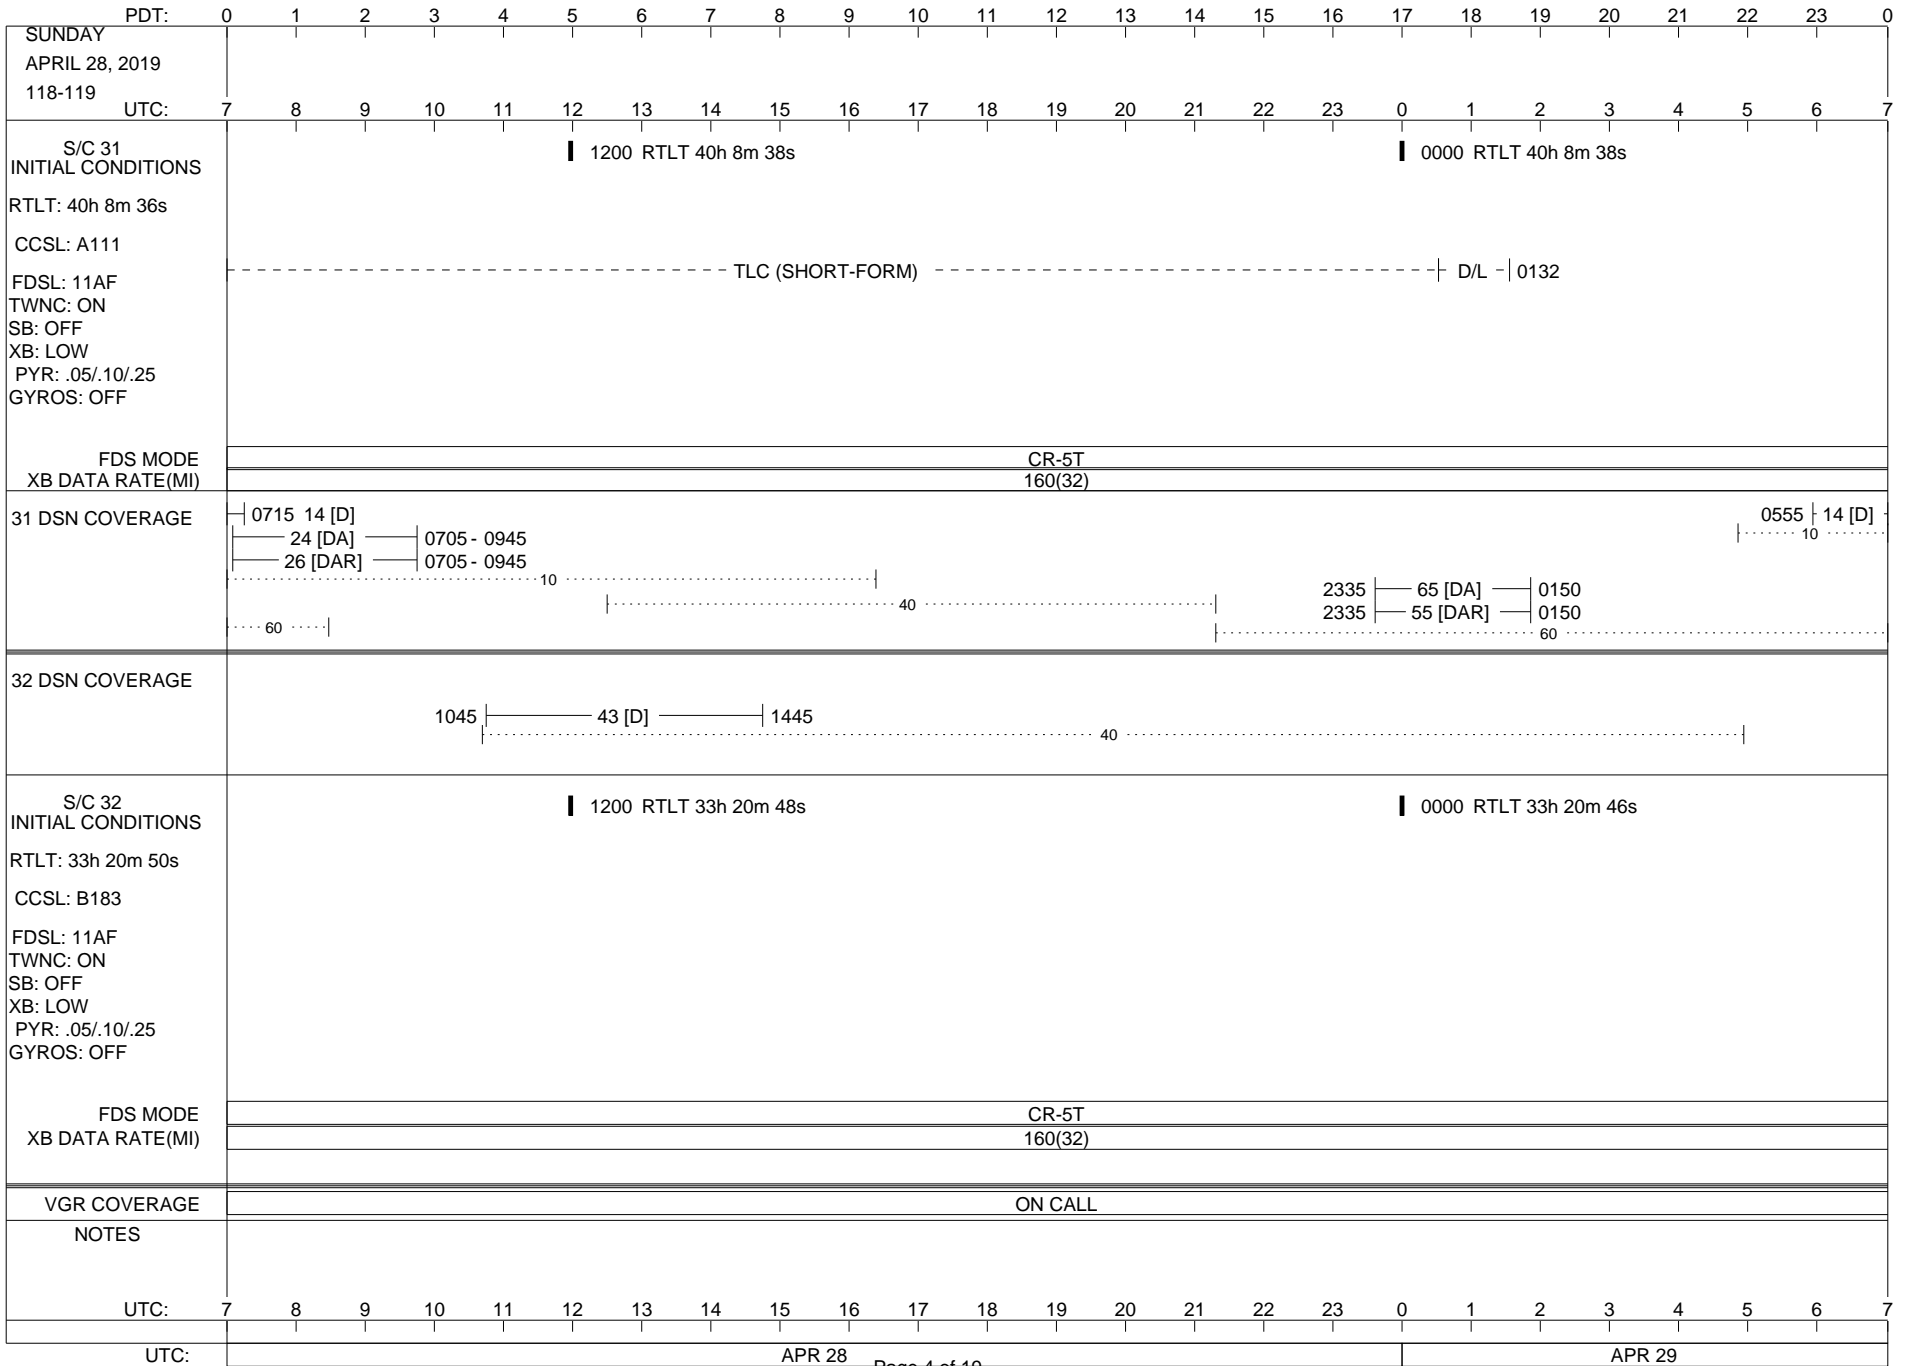 PDT: 0 1 2 3 4 5 6 7 8 9 10 11 12 13 14 15 16 17 18 19 20 21 22 23 0
SUNDAY
APRIL 28, 2019
118-119
UTC: 7 8 9 10 11 12 13 14 15 16 17 18 19 20 21 22 23 0 1 2 3 4 5 6 7
S/C 31
INITIAL CONDITIONS
1200 RTLT 40h 8m 38s
0000 RTLT 40h 8m 38s
RTLT: 40h 8m 36s
CCSL: A111
TLC (SHORT-FORM) D/L 0132
FDSL: 11AF
TWNC: ON
SB: OFF
XB: LOW
PYR: .05/.10/.25
GYROS: OFF
FDS MODE CR-5T
XB DATA RATE(MI) 160(32)
31 DSN COVERAGE
0715 14 [D]
0555 14 [D]
24 [DA] 0705 - 0945
10
26 [DAR] 0705 - 0945
10
2335 65 [DA] 0150
40
2335 55 [DAR] 0150
60
60
32 DSN COVERAGE
1045 43 [D] 1445
40
S/C 32
INITIAL CONDITIONS
1200 RTLT 33h 20m 48s
0000 RTLT 33h 20m 46s
RTLT: 33h 20m 50s
CCSL: B183
FDSL: 11AF
TWNC: ON
SB: OFF
XB: LOW
PYR: .05/.10/.25
GYROS: OFF
FDS MODE CR-5T
XB DATA RATE(MI) 160(32)
VGR COVERAGE ON CALL
NOTES
UTC: 7 8 9 10 11 12 13 14 15 16 17 18 19 20 21 22 23 0 1 2 3 4 5 6 7
UTC: APR 28 APR 29
Page 4 of 19